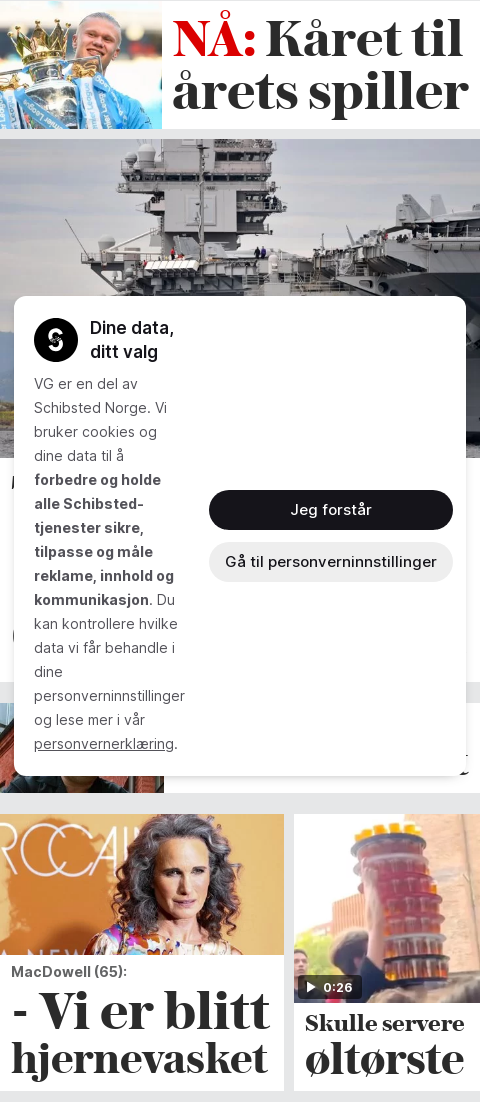 NÅ: Kåret til
årets spiller
Dine data,
ditt valg
VG er en del av
Schibsted Norge. Vi
bruker cookies og
dine data til å
forbedre og holde
alle Schibsted-
tjenester sikre,
tilpasse og måle
reklame, innhold og
kommunikasjon. Du
kan kontrollere hvilke
data vi får behandle i
dine
personverninnstillinger
og lese mer i vår
personvernerklæring.
Jeg forstår
Gå til personverninnstillinger
MacDowell (65):
- Vi er blitt
hjernevasket
0:26
Skulle servere
øltørste